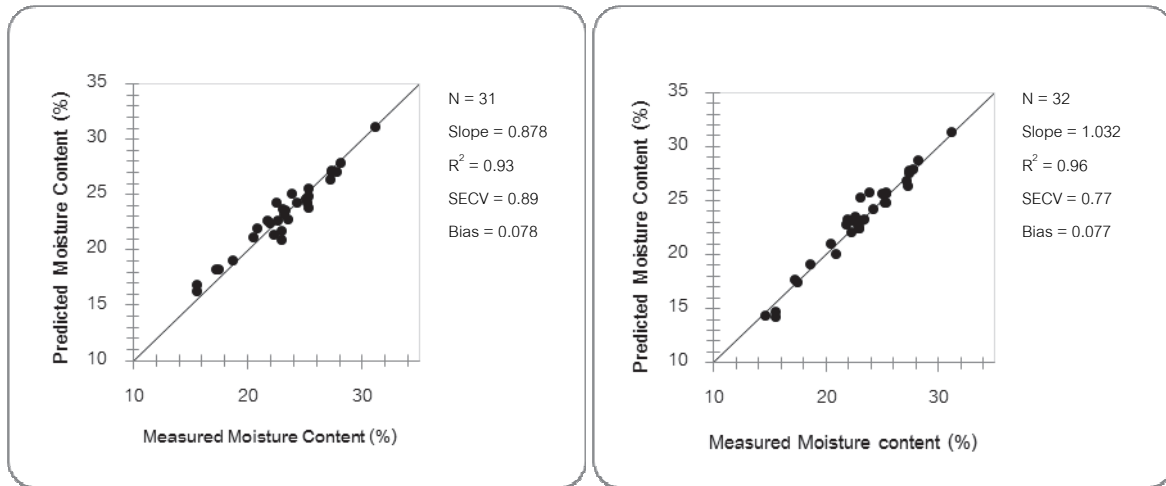 35
30
25
20
15
10
Predicted Moisture Content (%)
10 20 30
Measured Moisture Content (%)
N = 31
Slope = 0.878
R² = 0.93
SECV = 0.89
Bias = 0.078
35
30
25
20
15
10
Predicted Moisture Content (%)
10 20 30
Measured Moisture content (%)
N = 32
Slope = 1.032
R² = 0.96
SECV = 0.77
Bias = 0.077